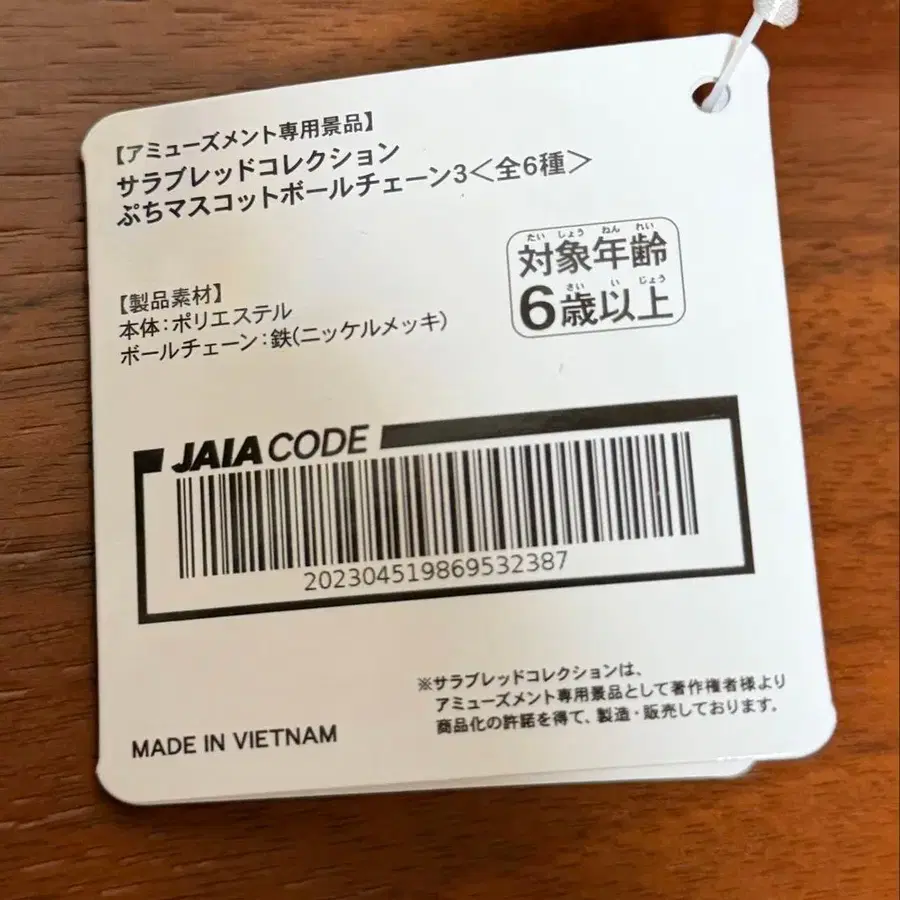 【アミューズメント専用景品】
サラブレッドコレクション
ぷちマスコットボールチェーン3＜全6種＞
たいしょうねんれい
対象年齢
さいいじょう
6歳以上
【製品素材】
本体：ポリエステル
ボールチェーン：鉄(ニッケルメッキ)
JAIA CODE
202304519869532387
※サラブレッドコレクションは、
アミューズメント専用景品として著作権者様より
商品化の許諾を得て、製造・販売しております。
MADE IN VIETNAM